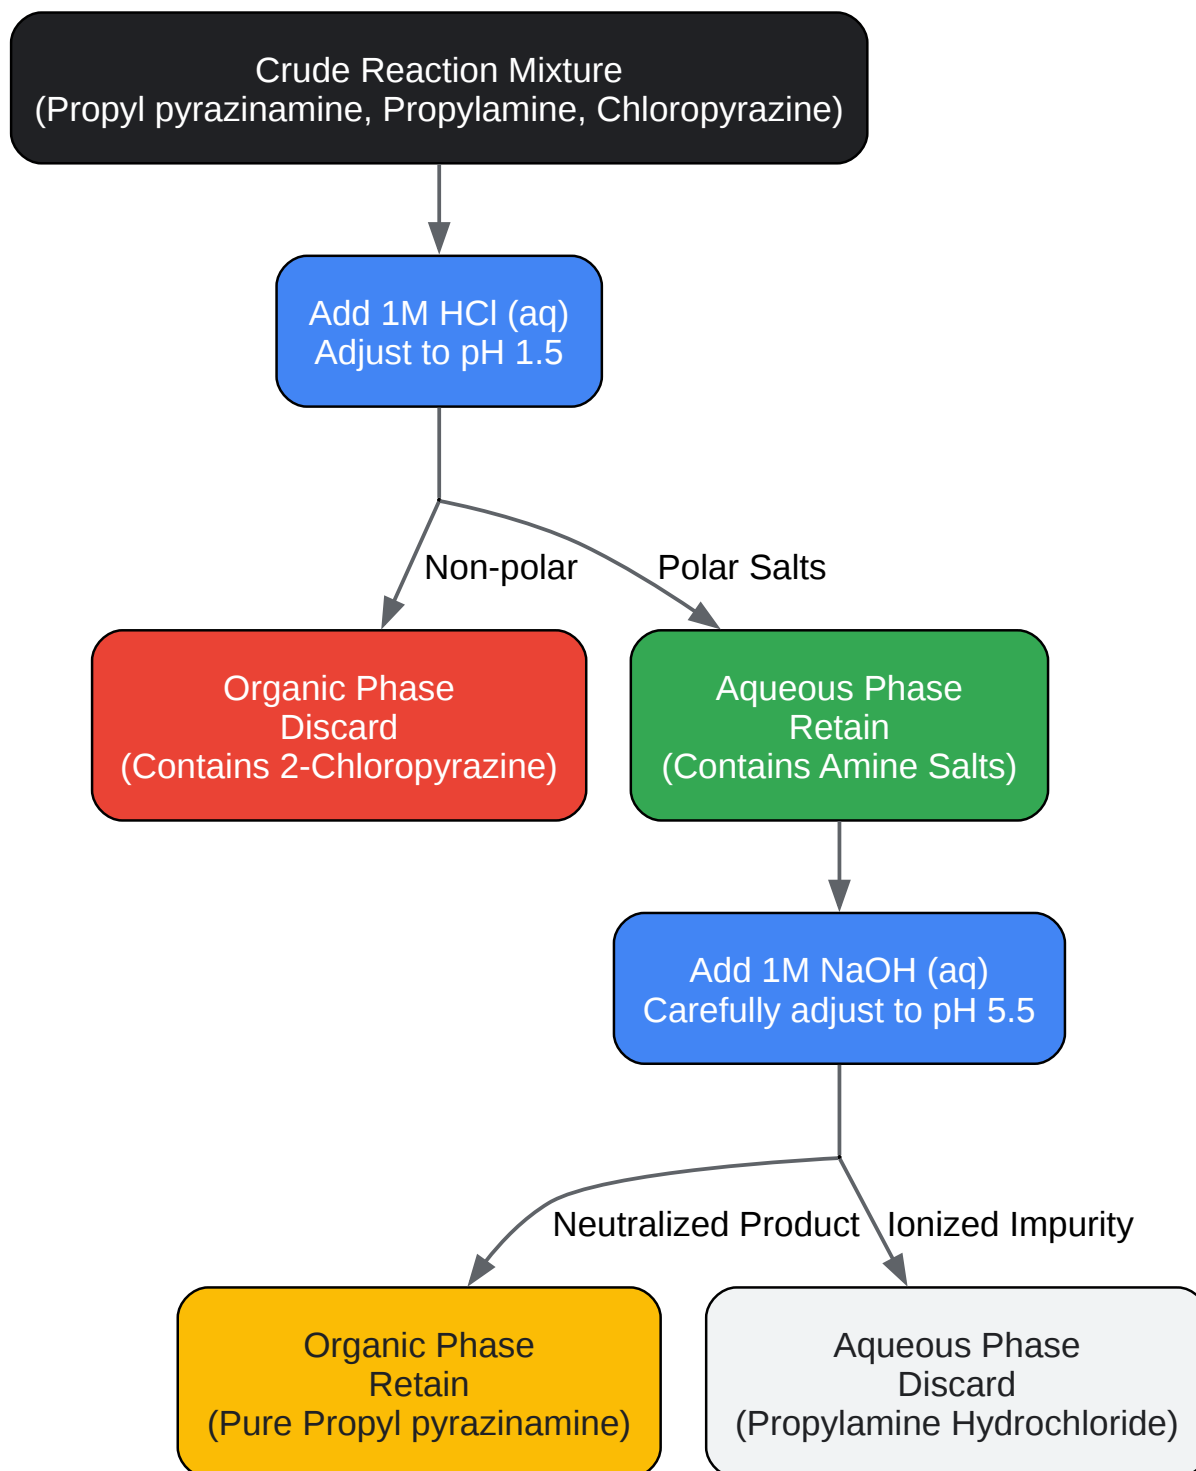 Crude Reaction Mixture
(Propyl pyrazinamine, Propylamine, Chloropyrazine)
Add 1M HCl (aq)
Adjust to pH 1.5
Non-polar
Polar Salts
Organic Phase
Discard
(Contains 2-Chloropyrazine)
Aqueous Phase
Retain
(Contains Amine Salts)
Add 1M NaOH (aq)
Carefully adjust to pH 5.5
Neutralized Product
Ionized Impurity
Organic Phase
Retain
(Pure Propyl pyrazinamine)
Aqueous Phase
Discard
(Propylamine Hydrochloride)